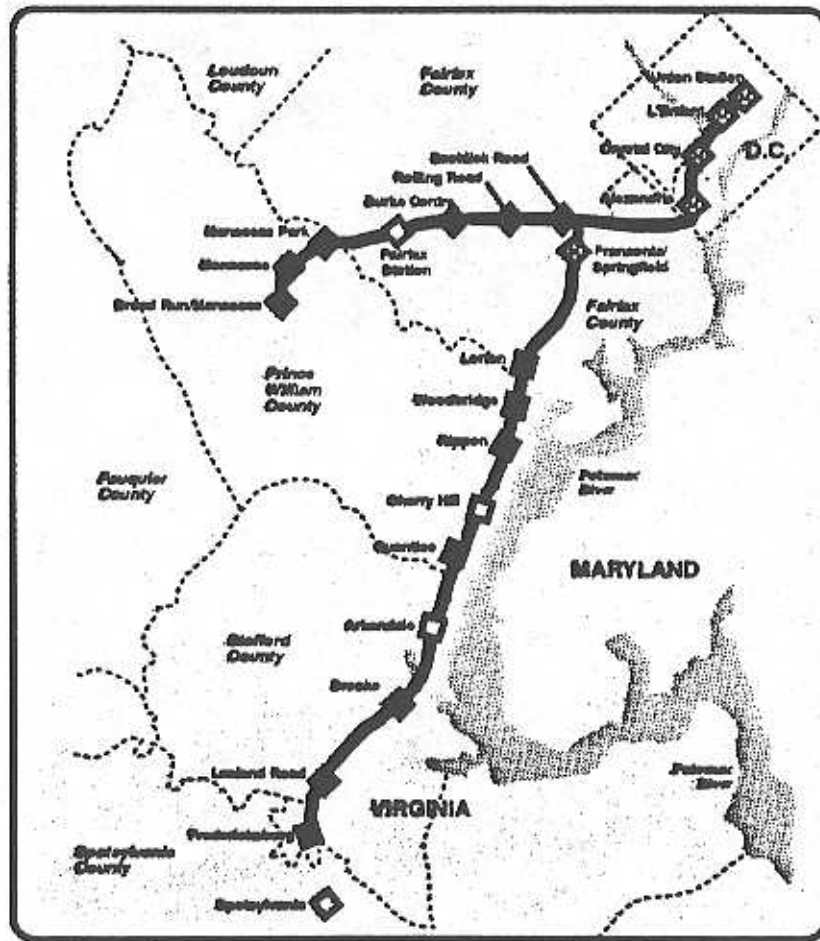 Loudoun
County
Fairfax
County
Union Station
L'Enfant
Crystal City
D.C.
Backlick Road
Rolling Road
Alexandria
Burke Centre
Manassas Park
Fairfax
Station
Franconia/
Springfield
Manassas
Broad Run/Manassas
Fairfax
County
Lorton
Prince
William
County
Woodbridge
Rippon
Fauquier
County
Potomac
River
Cherry Hill
Quantico
MARYLAND
Arkendale
Stafford
County
Brooke
Leeland Road
Potomac
River
VIRGINIA
Fredericksburg
Spotsylvania
County
Spotsylvania